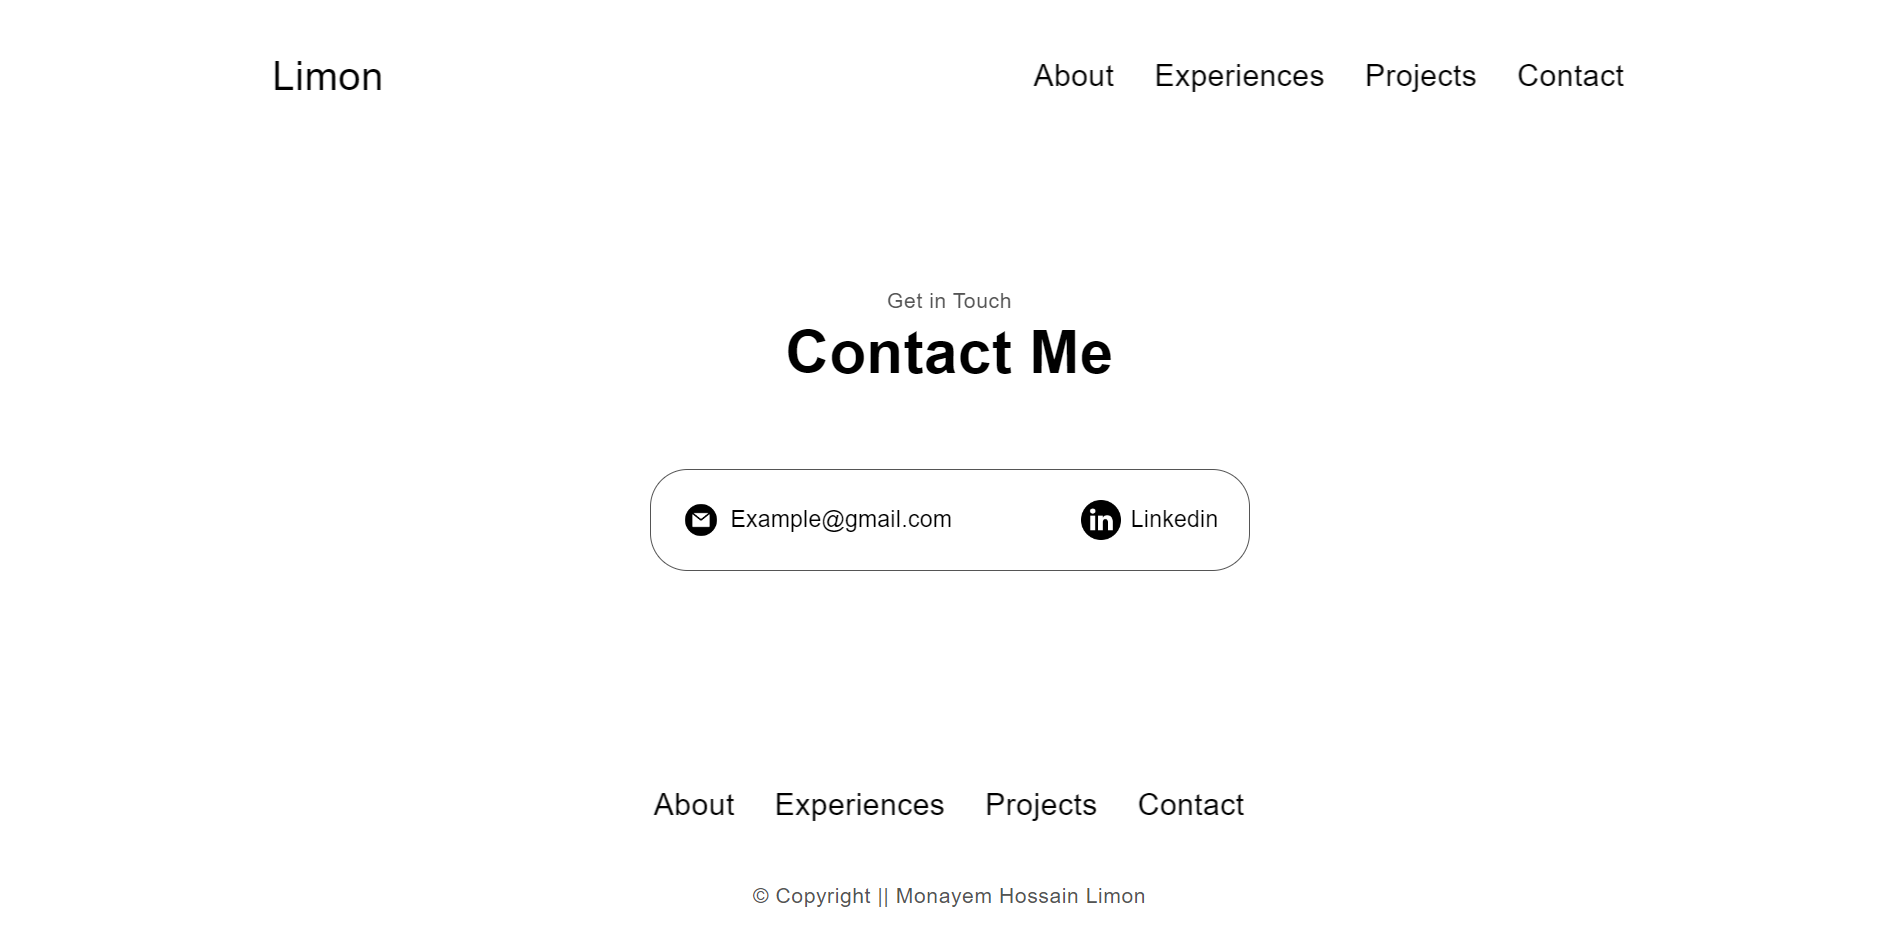 Limon About Experiences Projects Contact
Get in Touch
Contact Me
Example@gmail.com Linkedin
About Experiences Projects Contact
© Copyright || Monayem Hossain Limon